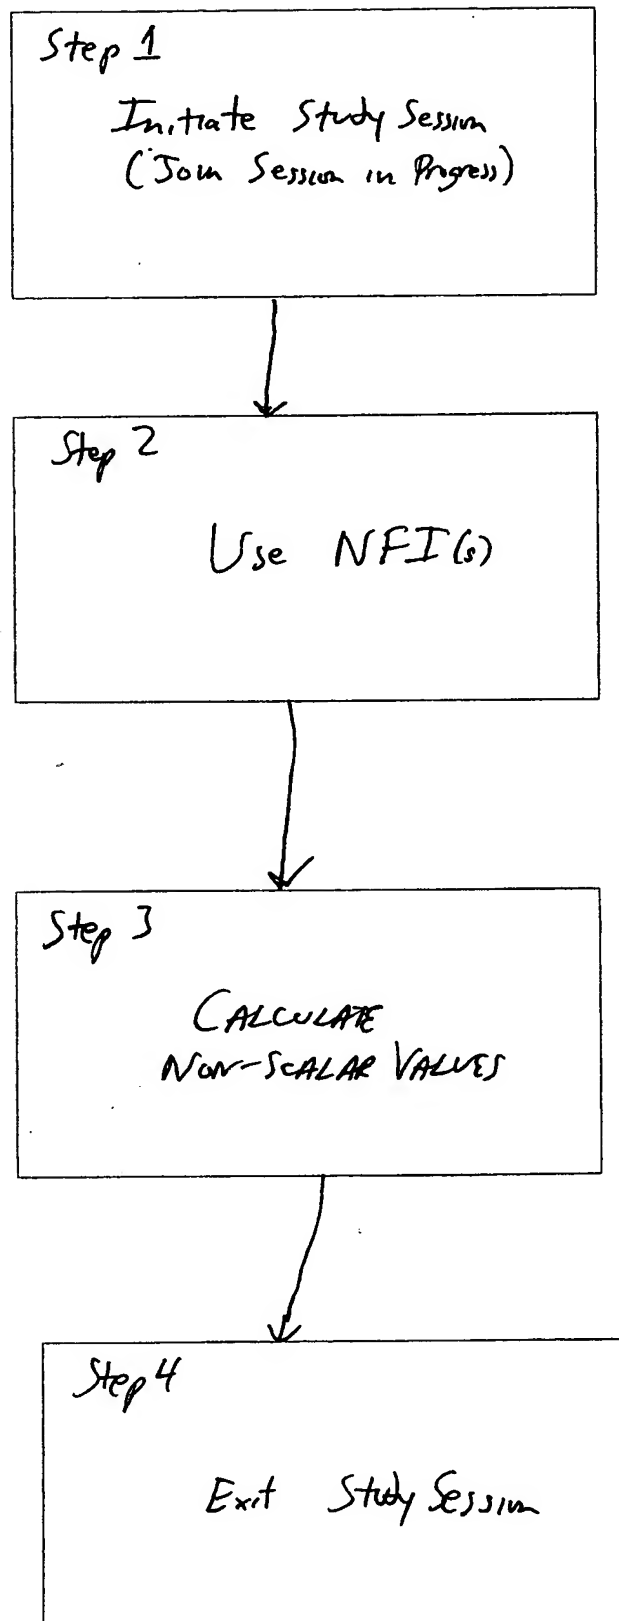 Step 1
Initiate Study Session
(Join Session in Progress)
Step 2
Use NFI(s)
Step 3
CALCULATE
NON-SCALAR VALUES
Step 4
Exit Study Session